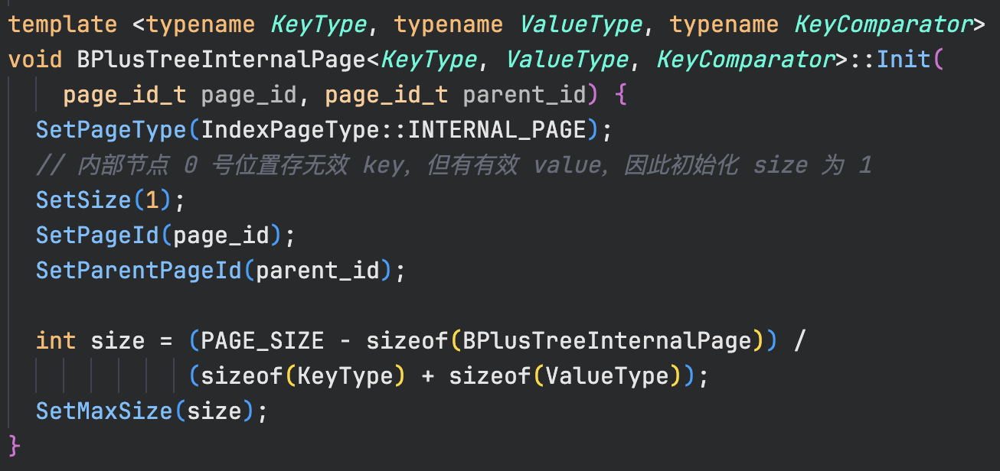 template <typename KeyType, typename ValueType, typename KeyComparator>
void BPlusTreeInternalPage<KeyType, ValueType, KeyComparator>::Init(
    page_id_t page_id, page_id_t parent_id) {
  SetPageType(IndexPageType::INTERNAL_PAGE);
  // 内部节点 0 号位置存无效 key，但有有效 value，因此初始化 size 为 1
  SetSize(1);
  SetPageId(page_id);
  SetParentPageId(parent_id);

  int size = (PAGE_SIZE - sizeof(BPlusTreeInternalPage)) /
             (sizeof(KeyType) + sizeof(ValueType));
  SetMaxSize(size);
}